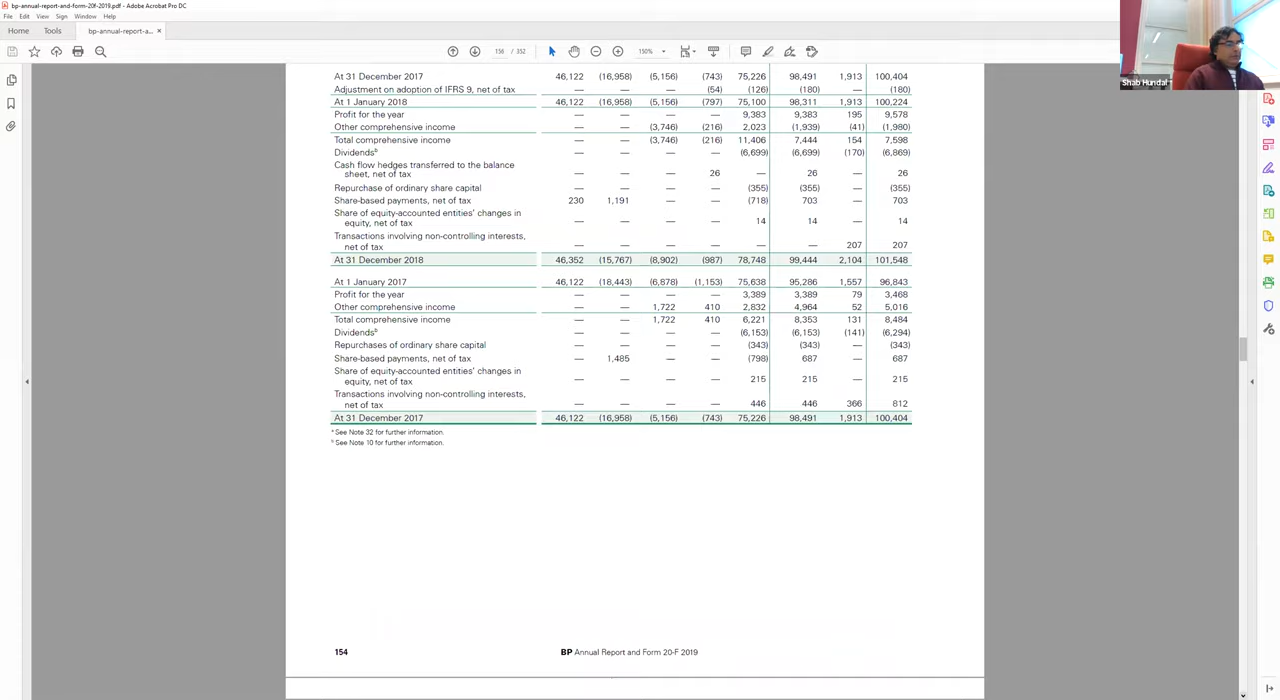 bp-annual-report-and-form-20f-2019.pdf - Adobe Acrobat Pro DC
File Edit View Sign Window Help
Home Tools bp-annual-report-a... ×
156 / 352 150%
Shab Hundal
At 31 December 2017 46,122 (16,958) (5,156) (743) 75,226 98,491 1,913 100,404
Adjustment on adoption of IFRS 9, net of tax — — — (54) (126) (180) — (180)
At 1 January 2018 46,122 (16,958) (5,156) (797) 75,100 98,311 1,913 100,224
Profit for the year — — — — 9,383 9,383 195 9,578
Other comprehensive income — — (3,746) (216) 2,023 (1,939) (41) (1,980)
Total comprehensive income — — (3,746) (216) 11,406 7,444 154 7,598
Dividendsᵇ — — — — (6,699) (6,699) (170) (6,869)
Cash flow hedges transferred to the balance
sheet, net of tax — — — 26 — 26 — 26
Repurchase of ordinary share capital — — — — (355) (355) — (355)
Share-based payments, net of tax 230 1,191 — — (718) 703 — 703
Share of equity-accounted entities' changes in
equity, net of tax — — — — 14 14 — 14
Transactions involving non-controlling interests,
net of tax — — — — — — 207 207
At 31 December 2018 46,352 (15,767) (8,902) (987) 78,748 99,444 2,104 101,548
At 1 January 2017 46,122 (18,443) (6,878) (1,153) 75,638 95,286 1,557 96,843
Profit for the year — — — — 3,389 3,389 79 3,468
Other comprehensive income — — 1,722 410 2,832 4,964 52 5,016
Total comprehensive income — — 1,722 410 6,221 8,353 131 8,484
Dividendsᵇ — — — — (6,153) (6,153) (141) (6,294)
Repurchases of ordinary share capital — — — — (343) (343) — (343)
Share-based payments, net of tax — 1,485 — — (798) 687 — 687
Share of equity-accounted entities' changes in
equity, net of tax — — — — 215 215 — 215
Transactions involving non-controlling interests,
net of tax — — — — 446 446 366 812
At 31 December 2017 46,122 (16,958) (5,156) (743) 75,226 98,491 1,913 100,404
ᵃ See Note 32 for further information.
ᵇ See Note 10 for further information.
154 BP Annual Report and Form 20-F 2019